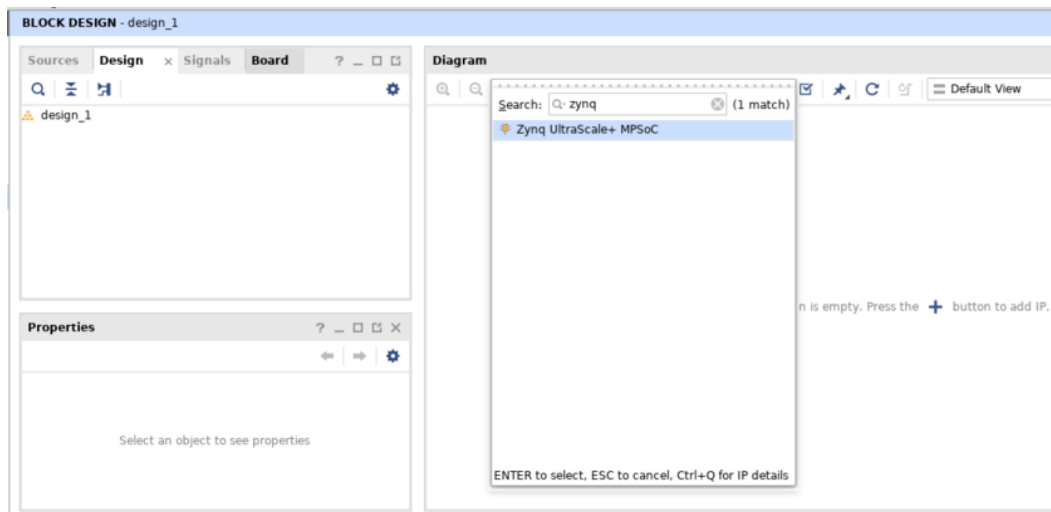 BLOCK DESIGN - design_1
Sources Design × Signals Board ?
design_1
Properties ?
Select an object to see properties
Diagram
Search: zynq (1 match)
Zynq UltraScale+ MPSoC
ENTER to select, ESC to cancel, Ctrl+Q for IP details
Default View
n is empty. Press the + button to add IP.